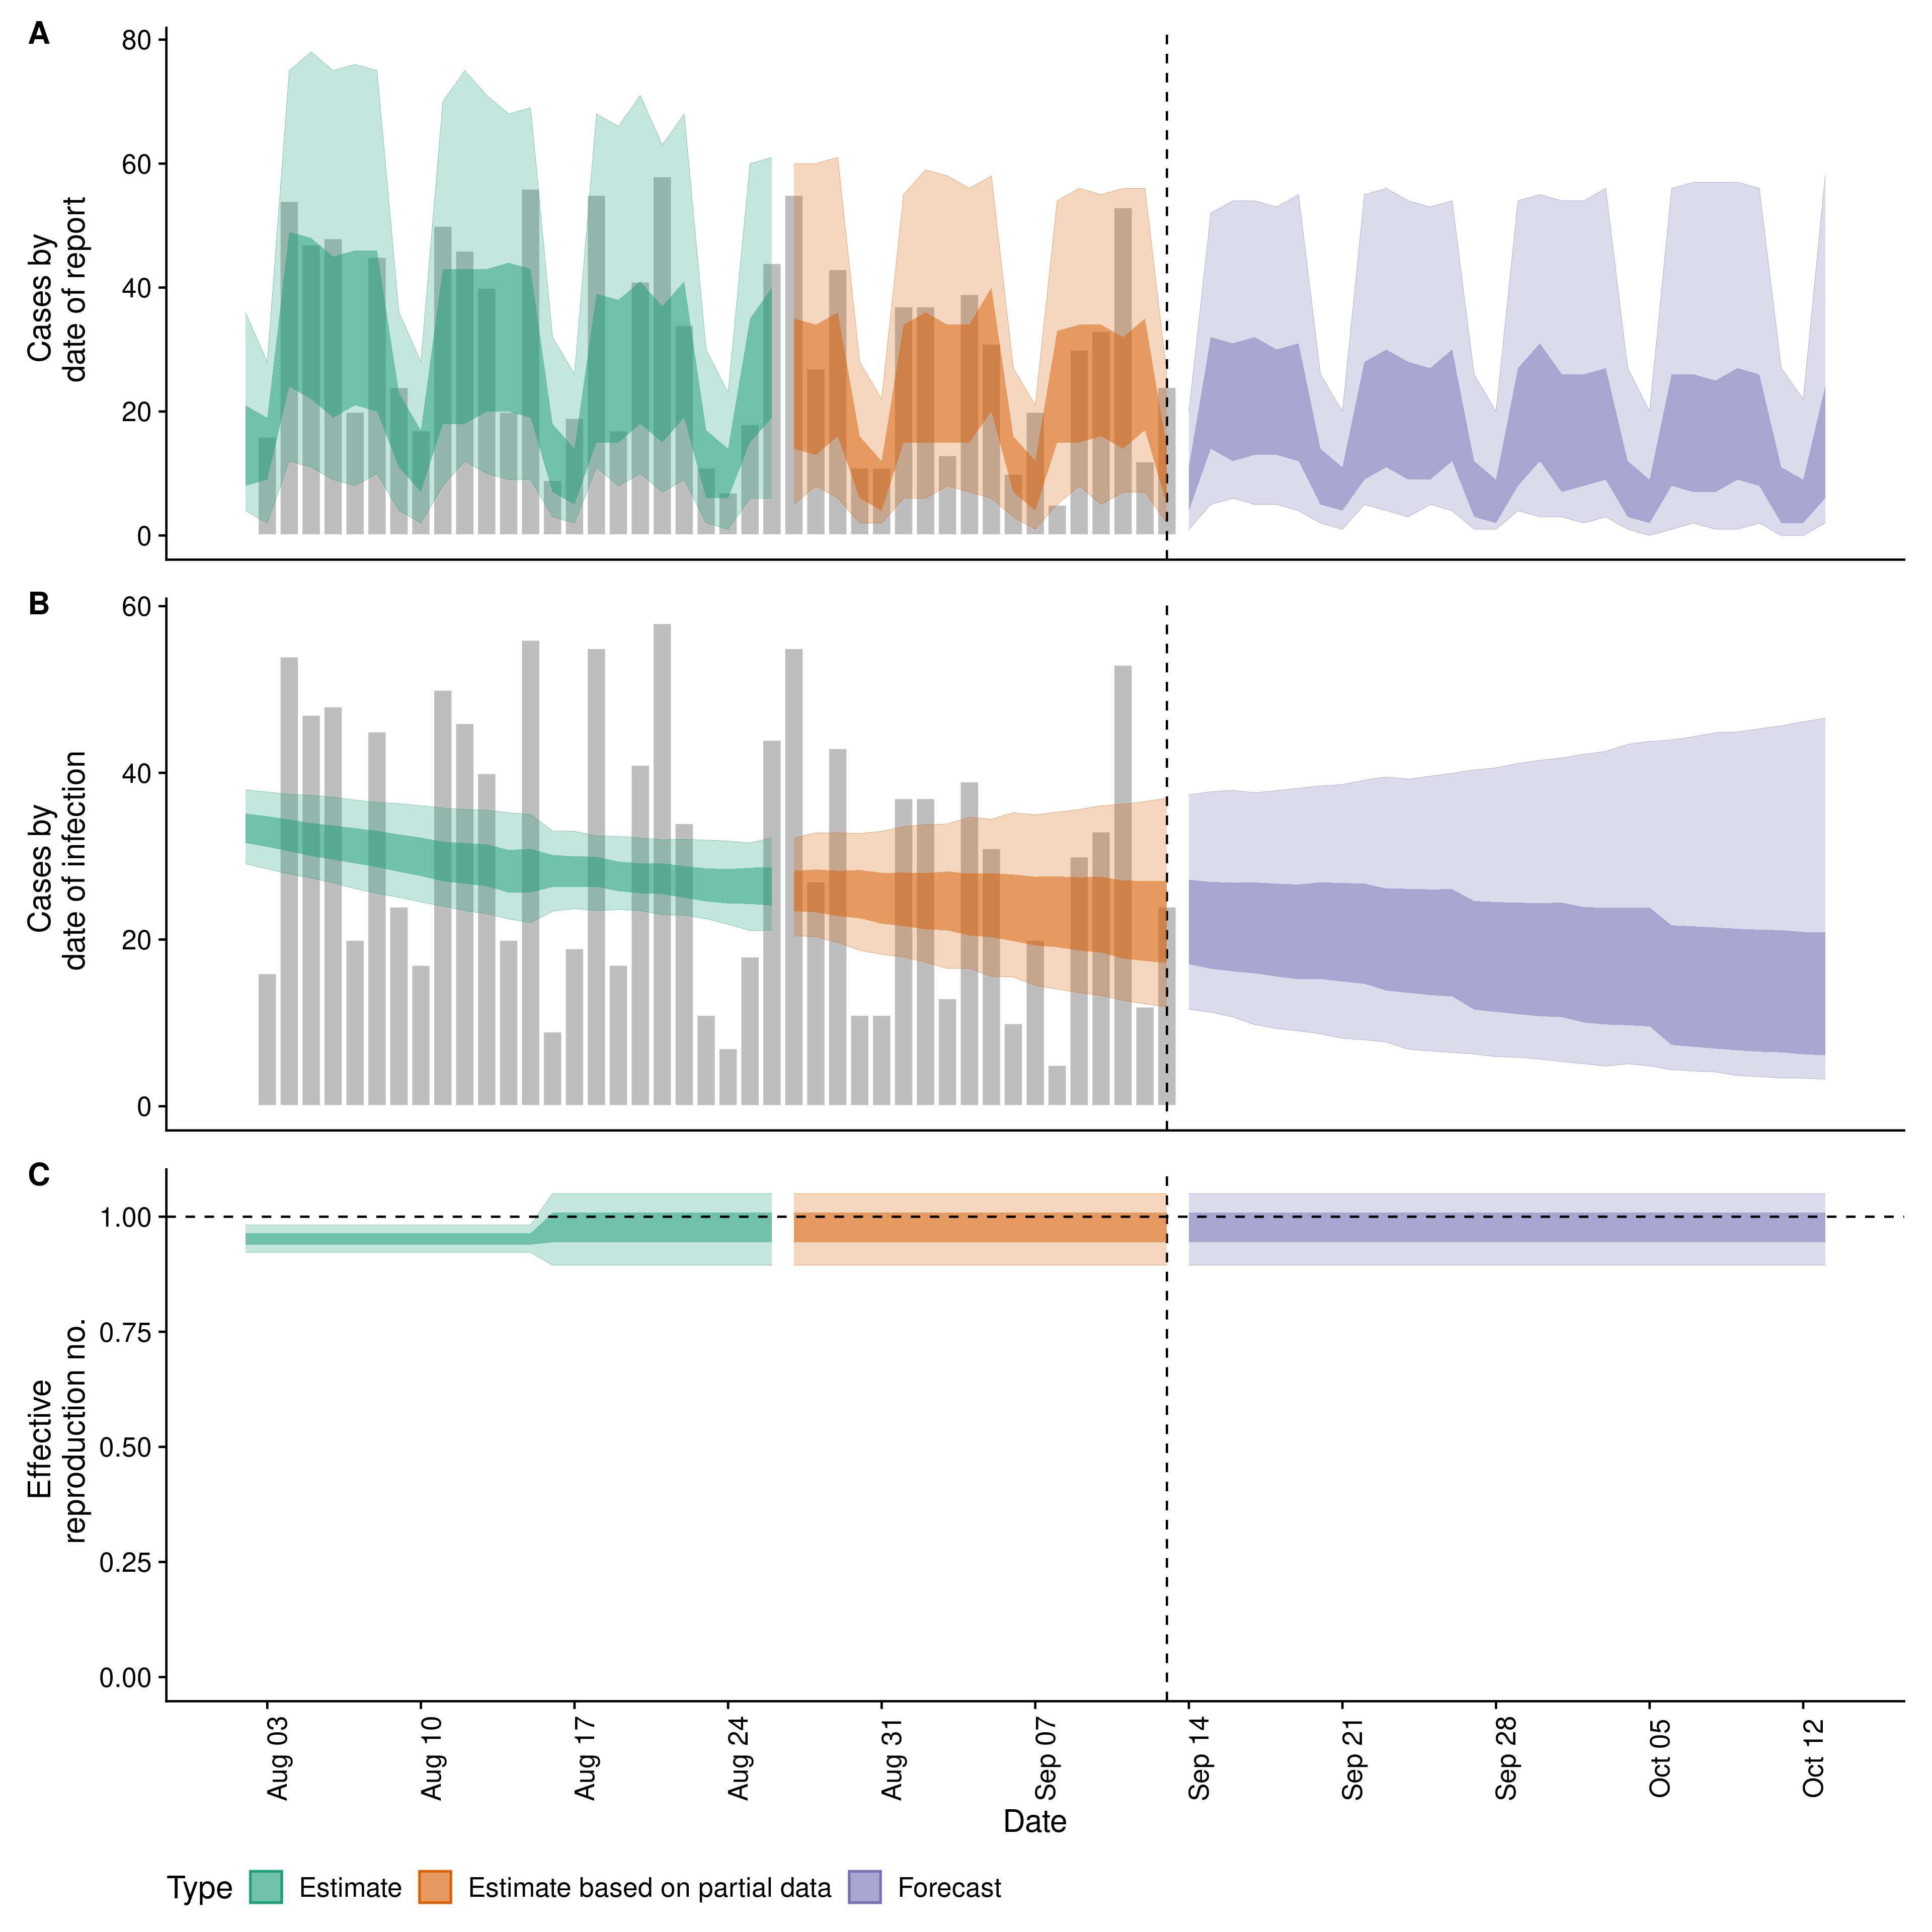 A
80
60
40
20
0
Cases by
date of report
B
60
40
20
0
Cases by
date of infection
C
1.00
0.75
0.50
0.25
0.00
Effective
reproduction no.
Aug 03
Aug 10
Aug 17
Aug 24
Aug 31
Sep 07
Sep 14
Sep 21
Sep 28
Oct 05
Oct 12
Date
Type Estimate Estimate based on partial data Forecast